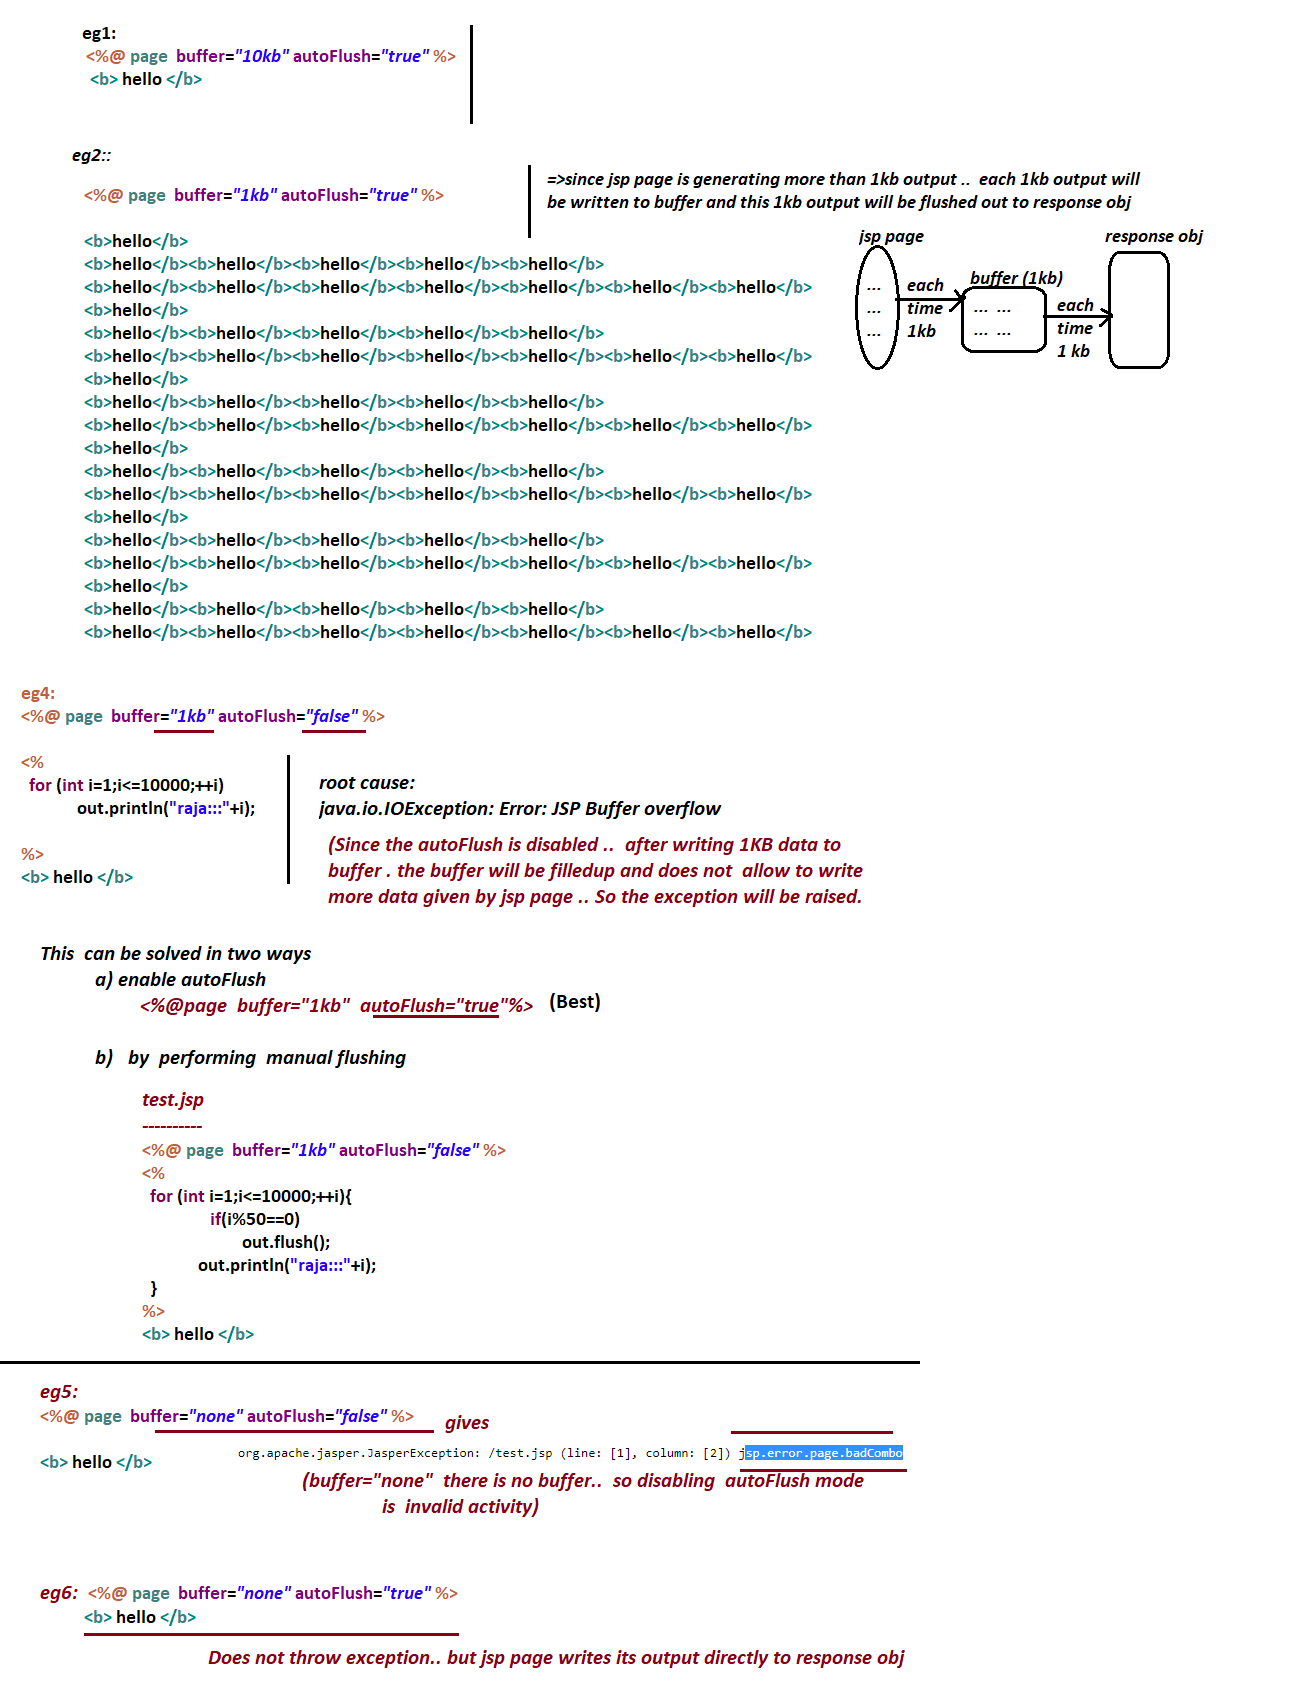 eg1:
<%@ page  buffer="10kb" autoFlush="true" %>
<b> hello </b>
eg2::
<%@ page  buffer="1kb" autoFlush="true" %>
=>since jsp page is generating more than 1kb output ..  each 1kb output will
be written to buffer and this 1kb output will be flushed out to response obj
jsp page
response obj
buffer (1kb)
...
...
...
each
time
1kb
... ...
... ...
each
time
1 kb
<b>hello</b>
<b>hello</b><b>hello</b><b>hello</b><b>hello</b><b>hello</b>
<b>hello</b><b>hello</b><b>hello</b><b>hello</b><b>hello</b><b>hello</b><b>hello</b>
<b>hello</b>
<b>hello</b><b>hello</b><b>hello</b><b>hello</b><b>hello</b>
<b>hello</b><b>hello</b><b>hello</b><b>hello</b><b>hello</b><b>hello</b><b>hello</b>
<b>hello</b>
<b>hello</b><b>hello</b><b>hello</b><b>hello</b><b>hello</b>
<b>hello</b><b>hello</b><b>hello</b><b>hello</b><b>hello</b><b>hello</b><b>hello</b>
<b>hello</b>
<b>hello</b><b>hello</b><b>hello</b><b>hello</b><b>hello</b>
<b>hello</b><b>hello</b><b>hello</b><b>hello</b><b>hello</b><b>hello</b><b>hello</b>
<b>hello</b>
<b>hello</b><b>hello</b><b>hello</b><b>hello</b><b>hello</b>
<b>hello</b><b>hello</b><b>hello</b><b>hello</b><b>hello</b><b>hello</b><b>hello</b>
<b>hello</b>
<b>hello</b><b>hello</b><b>hello</b><b>hello</b><b>hello</b>
<b>hello</b><b>hello</b><b>hello</b><b>hello</b><b>hello</b><b>hello</b><b>hello</b>
eg4:
<%@ page  buffer="1kb" autoFlush="false" %>
<%
for (int i=1;i<=10000;++i)
out.println("raja:::"+i);
%>
<b> hello </b>
root cause:
java.io.IOException: Error: JSP Buffer overflow
(Since the autoFlush is disabled ..  after writing 1KB data to
buffer . the buffer will be filledup and does not  allow to write
more data given by jsp page .. So the exception will be raised.
This  can be solved in two ways
a) enable autoFlush
<%@page  buffer="1kb"  autoFlush="true"%>   (Best)
b)   by  performing  manual flushing
test.jsp
----------
<%@ page  buffer="1kb" autoFlush="false" %>
<%
for (int i=1;i<=10000;++i){
if(i%50==0)
out.flush();
out.println("raja:::"+i);
}
%>
<b> hello </b>
eg5:
<%@ page  buffer="none" autoFlush="false" %>   gives
<b> hello </b>
org.apache.jasper.JasperException: /test.jsp (line: [1], column: [2]) jsp.error.page.badCombo
(buffer="none"  there is no buffer..  so disabling  autoFlush mode
is  invalid activity)
eg6:  <%@ page  buffer="none" autoFlush="true" %>
<b> hello </b>
Does not throw exception.. but jsp page writes its output directly to response obj